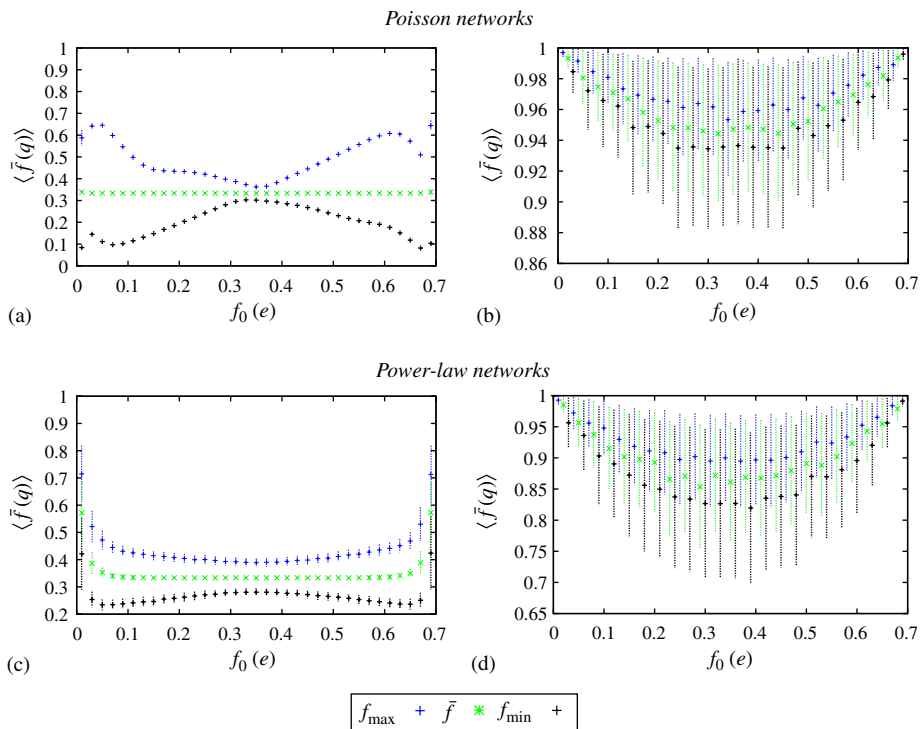 Poisson networks
1
0.9
0.8
0.7
0.6
0.5
0.4
0.3
0.2
0.1
0
0 0.1 0.2 0.3 0.4 0.5 0.6 0.7
⟨f̄(q)⟩
f₀(e)
(a)
1
0.98
0.96
0.94
0.92
0.9
0.88
0.86
0 0.1 0.2 0.3 0.4 0.5 0.6 0.7
⟨f̄(q)⟩
f₀(e)
(b)
Power-law networks
1
0.9
0.8
0.7
0.6
0.5
0.4
0.3
0.2
0 0.1 0.2 0.3 0.4 0.5 0.6 0.7
⟨f̄(q)⟩
f₀(e)
(c)
1
0.95
0.9
0.85
0.8
0.75
0.7
0.65
0 0.1 0.2 0.3 0.4 0.5 0.6 0.7
⟨f̄(q)⟩
f₀(e)
(d)
f_max + f̄ × f_min +